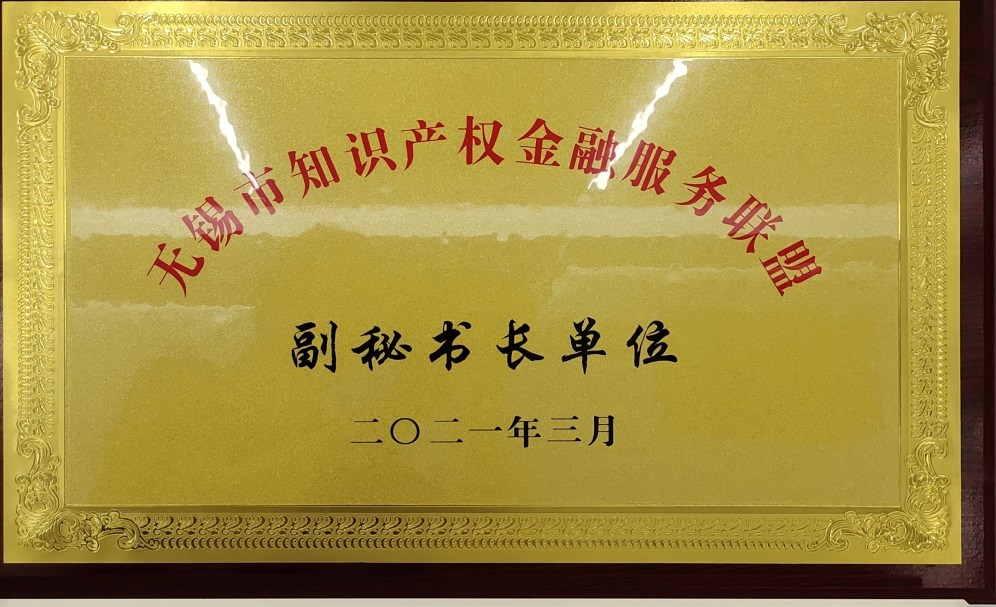 无锡市知识产权金融服务联盟
副秘书长单位
二〇二一年三月